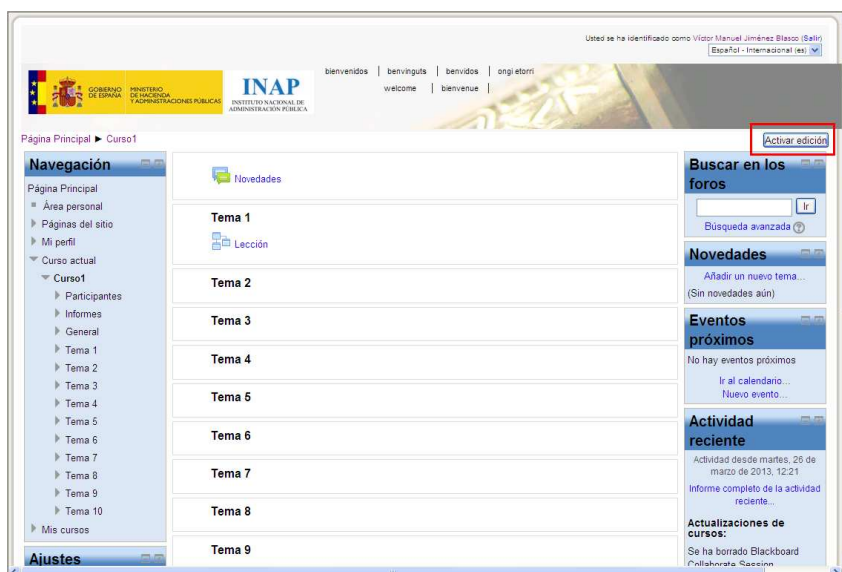 Usted se ha identificado como Víctor Manuel Jiménez Blasco (Salir)
Español - Internacional (es)
GOBIERNO DE ESPAÑA
MINISTERIO DE HACIENDA Y ADMINISTRACIONES PÚBLICAS
INAP
INSTITUTO NACIONAL DE ADMINISTRACIÓN PÚBLICA
bienvenidos | benvinguts | benvidos | ongi etorri
welcome | bienvenue |
Página Principal ► Curso1
Activar edición
Navegación
Página Principal
Área personal
Páginas del sitio
Mi perfil
Curso actual
Curso1
Participantes
Informes
General
Tema 1
Tema 2
Tema 3
Tema 4
Tema 5
Tema 6
Tema 7
Tema 8
Tema 9
Tema 10
Mis cursos
Ajustes
Novedades
Tema 1
Lección
Tema 2
Tema 3
Tema 4
Tema 5
Tema 6
Tema 7
Tema 8
Tema 9
Buscar en los
foros
Ir
Búsqueda avanzada
Novedades
Añadir un nuevo tema...
(Sin novedades aún)
Eventos
próximos
No hay eventos próximos
Ir al calendario...
Nuevo evento...
Actividad
reciente
Actividad desde martes, 26 de
marzo de 2013, 12:21
Informe completo de la actividad
reciente...
Actualizaciones de
cursos:
Se ha borrado Blackboard
Collaborate Session